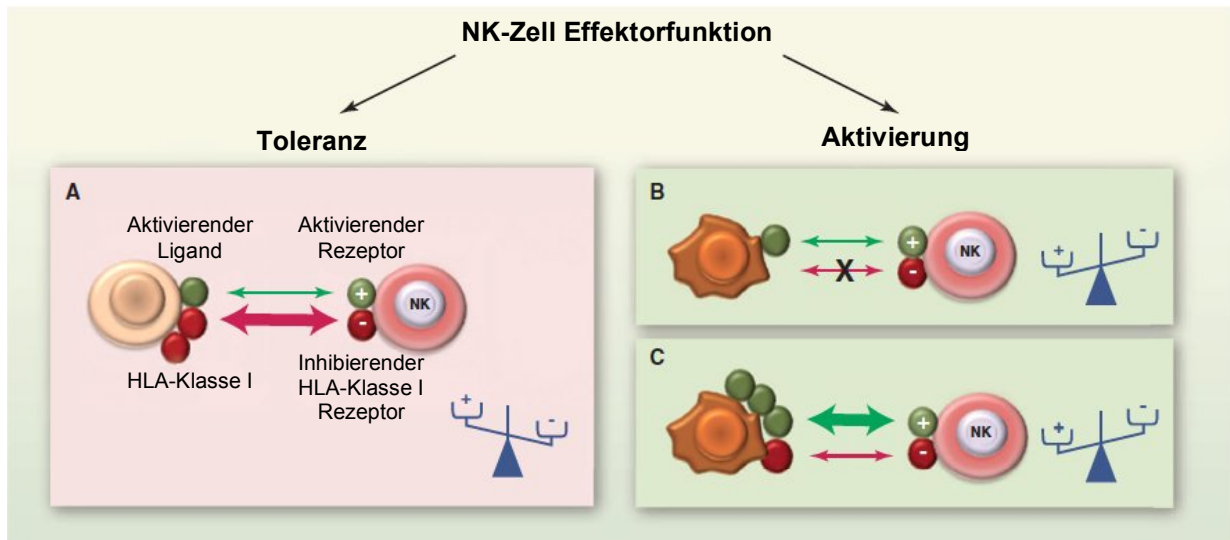 NK-Zell Effektorfunktion
Toleranz
Aktivierung
A
Aktivierender
Ligand
Aktivierender
Rezeptor
+
-
NK
HLA-Klasse I
Inhibierender
HLA-Klasse I
Rezeptor
+
-
B
X
+
-
NK
+
-
C
+
-
NK
+
-